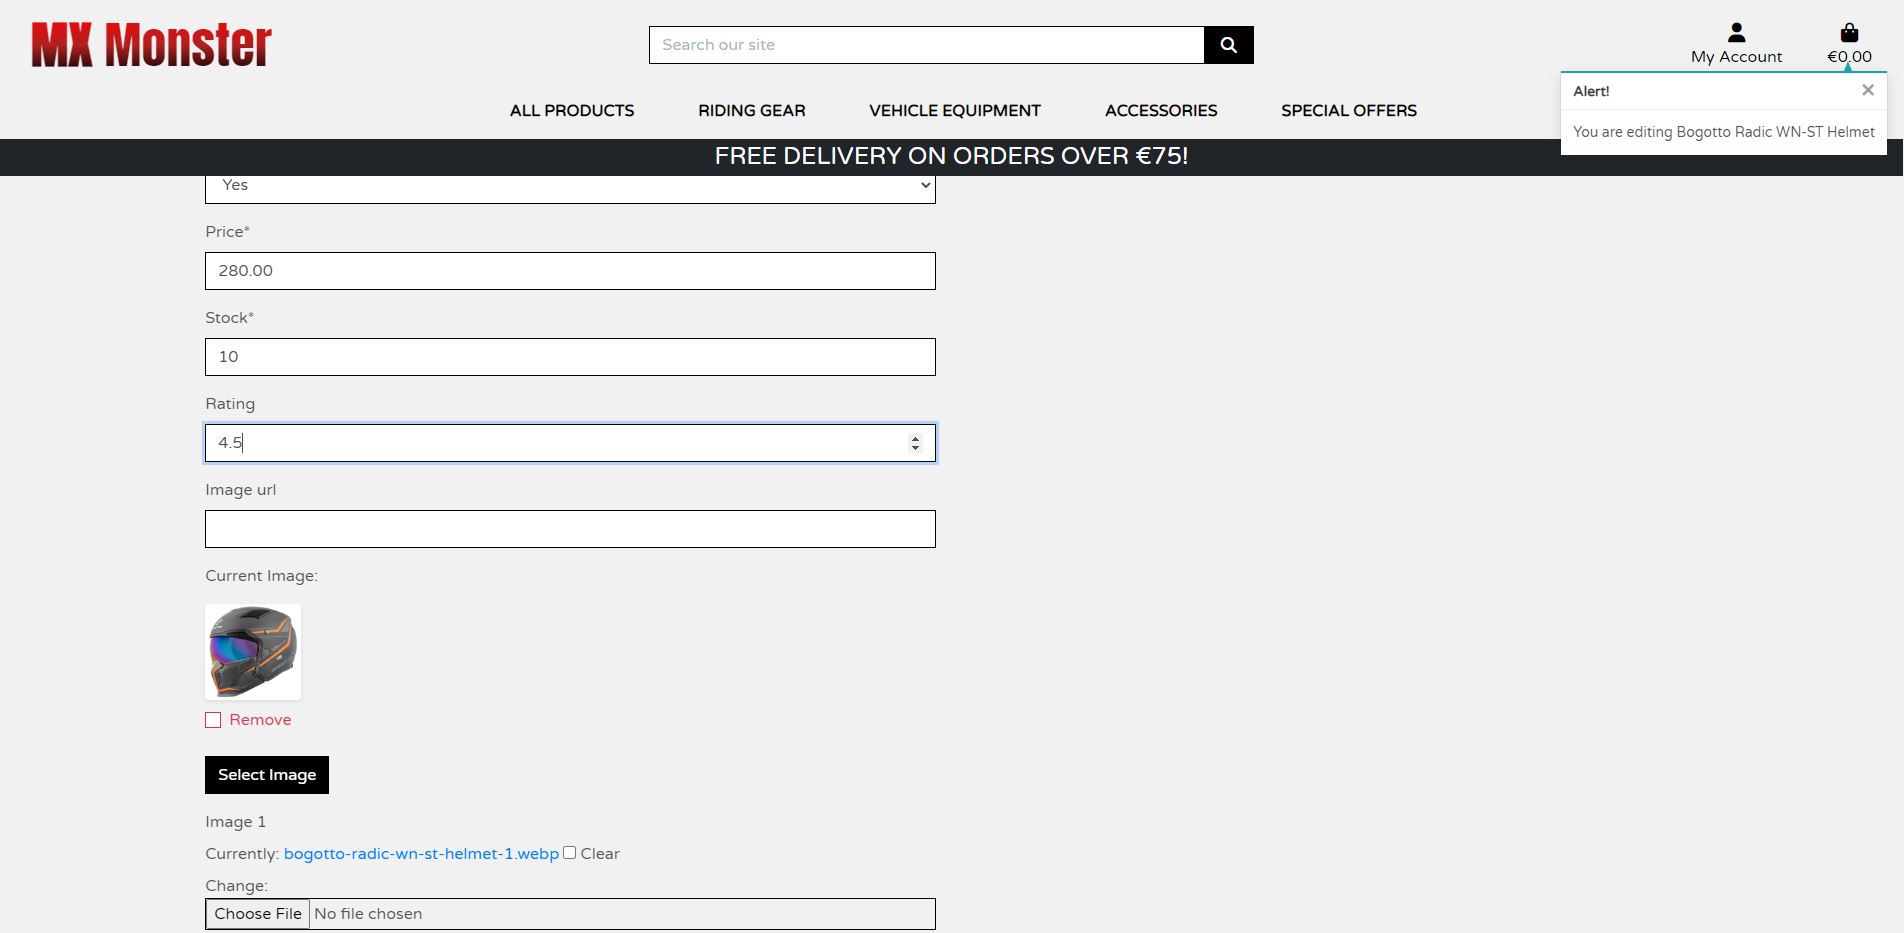 MX Monster
Search our site
My Account
€0.00
ALL PRODUCTS
RIDING GEAR
VEHICLE EQUIPMENT
ACCESSORIES
SPECIAL OFFERS
Alert!
You are editing Bogotto Radic WN-ST Helmet
FREE DELIVERY ON ORDERS OVER €75!
Yes
Price*
280.00
Stock*
10
Rating
4.5
Image url
Current Image:
Remove
Select Image
Image 1
Currently: bogotto-radic-wn-st-helmet-1.webp Clear
Change:
Choose File No file chosen